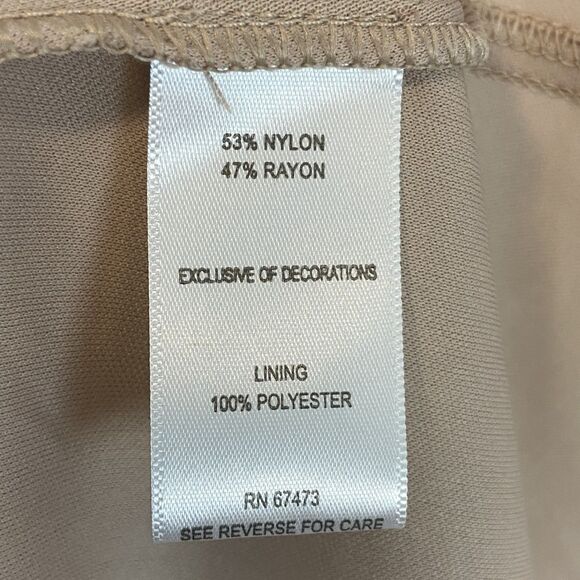 53% NYLON
47% RAYON
EXCLUSIVE OF DECORATIONS
LINING
100% POLYESTER
RN 67473
SEE REVERSE FOR CARE